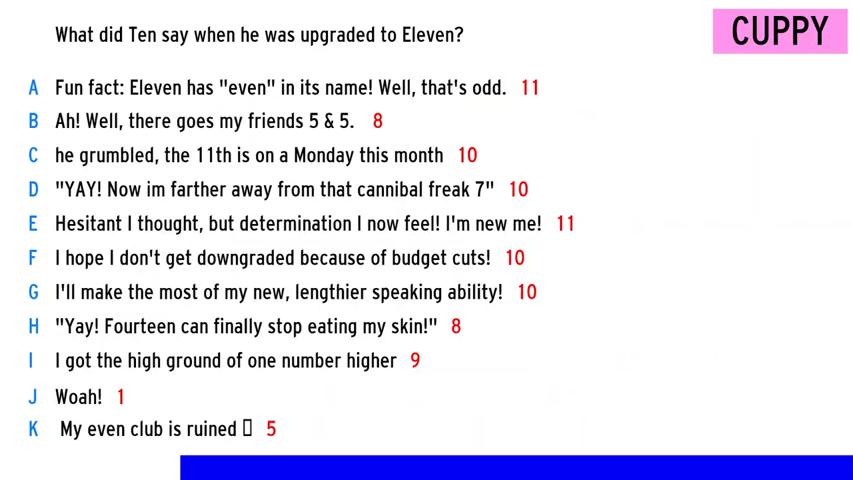 What did Ten say when he was upgraded to Eleven?
CUPPY
A Fun fact: Eleven has "even" in its name! Well, that's odd. 11
B Ah! Well, there goes my friends 5 & 5. 8
C he grumbled, the 11th is on a Monday this month 10
D "YAY! Now im farther away from that cannibal freak 7" 10
E Hesitant I thought, but determination I now feel! I'm new me! 11
F I hope I don't get downgraded because of budget cuts! 10
G I'll make the most of my new, lengthier speaking ability! 10
H "Yay! Fourteen can finally stop eating my skin!" 8
I I got the high ground of one number higher 9
J Woah! 1
K My even club is ruined ▯ 5